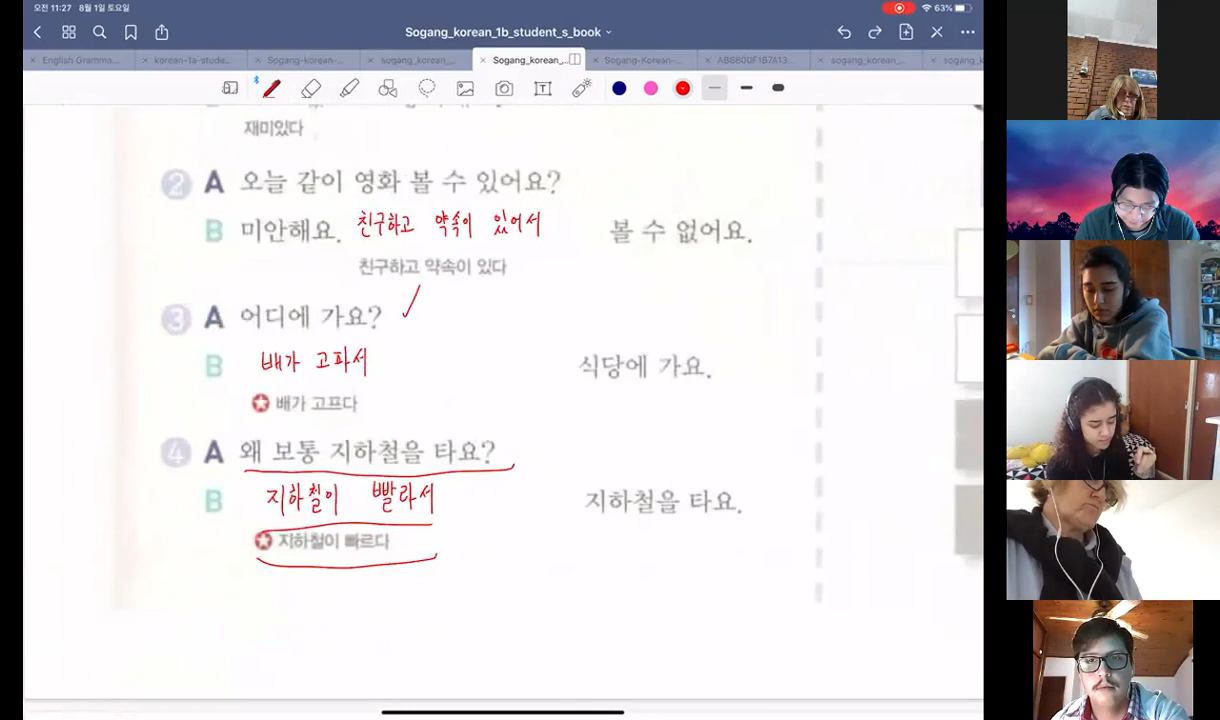 오전 11:27 8월 1일 토요일
63%
Sogang_korean_1b_student_s_book
English Gramma... korean-1a-stude... Sogang-korean-... sogang_korean_... Sogang_korean_... Sogang-Korean-... AB6800F1B7A13... sogang_korean_... sogang_k
재미있다
2 A 오늘 같이 영화 볼 수 있어요?
B 미안해요. 친구하고 약속이 있어서 볼 수 없어요.
친구하고 약속이 있다
3 A 어디에 가요?
B 배가 고파서 식당에 가요.
배가 고프다
4 A 왜 보통 지하철을 타요?
B 지하철이 빨라서 지하철을 타요.
지하철이 빠르다